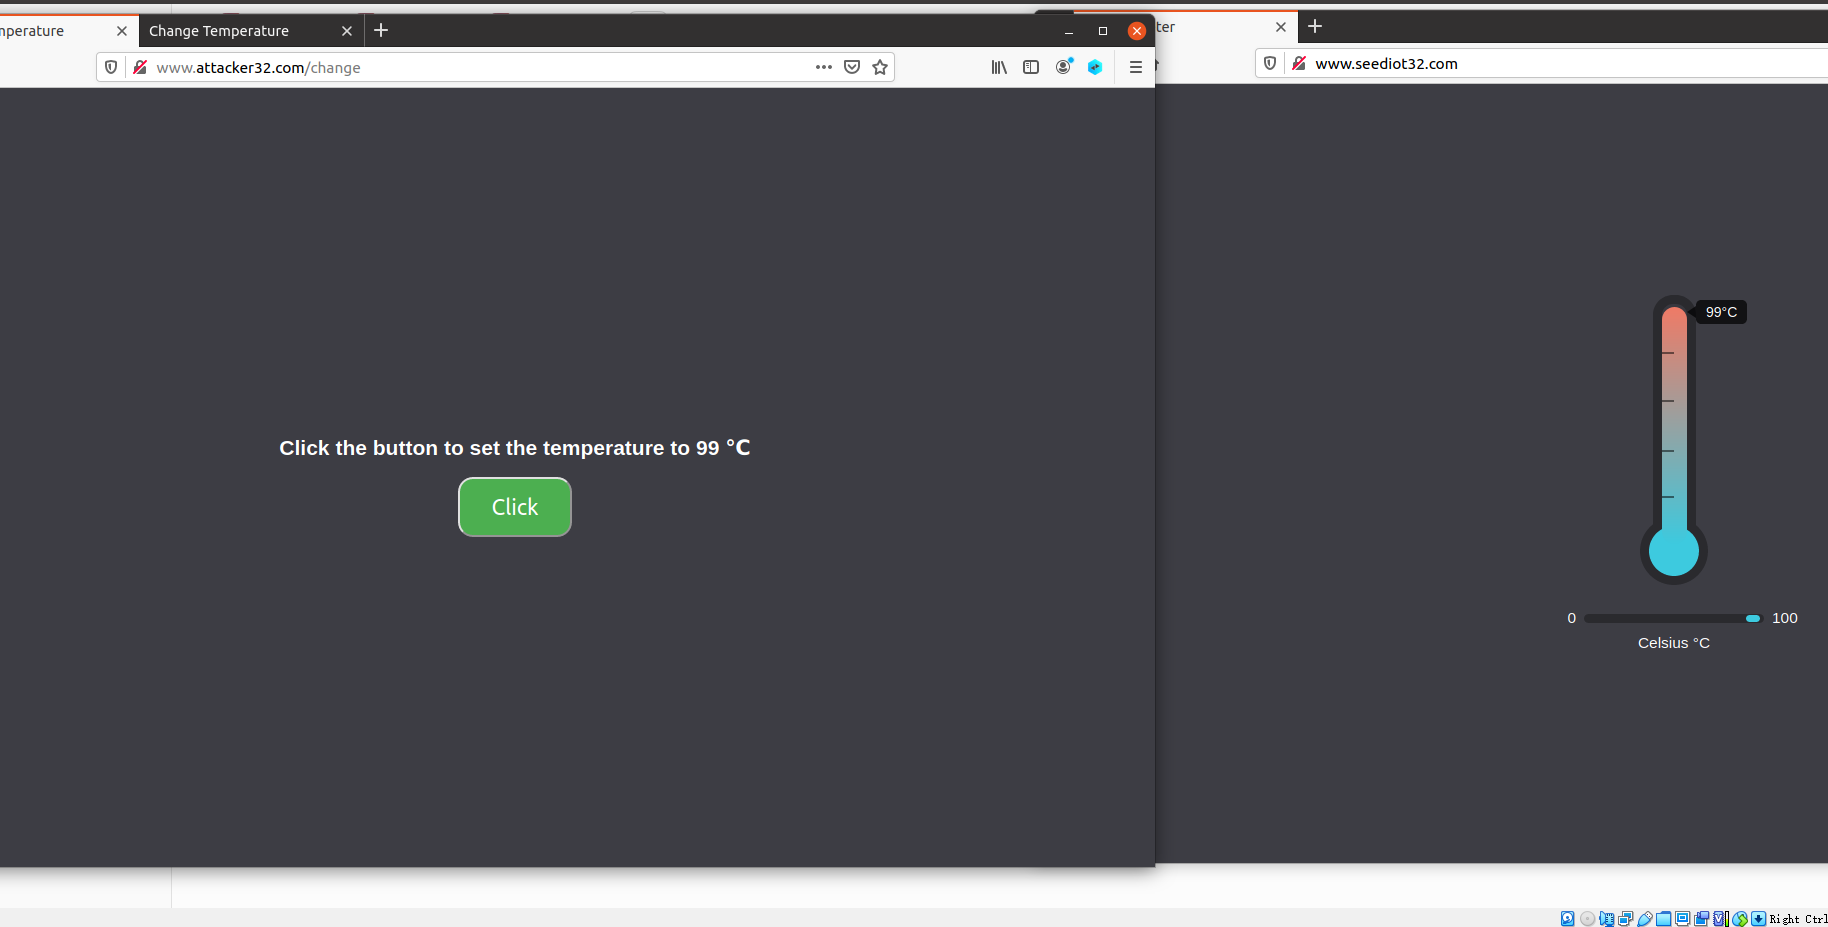 mperature
Change Temperature
www.attacker32.com/change
Click the button to set the temperature to 99 °C
Click
ter
www.seediot32.com
99°C
0
100
Celsius °C
Right Ctrl